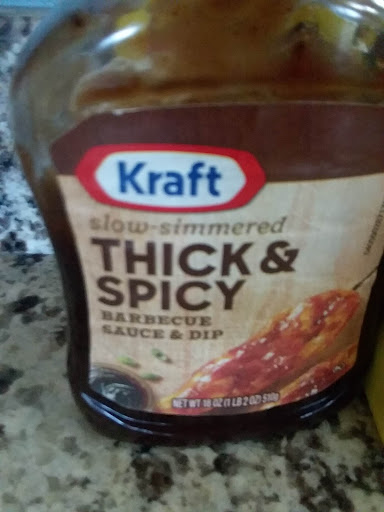 Kraft
slow-simmered
THICK &
SPICY
BARBECUE
SAUCE & DIP
NET WT 18 OZ (1 LB 2 OZ) 510g